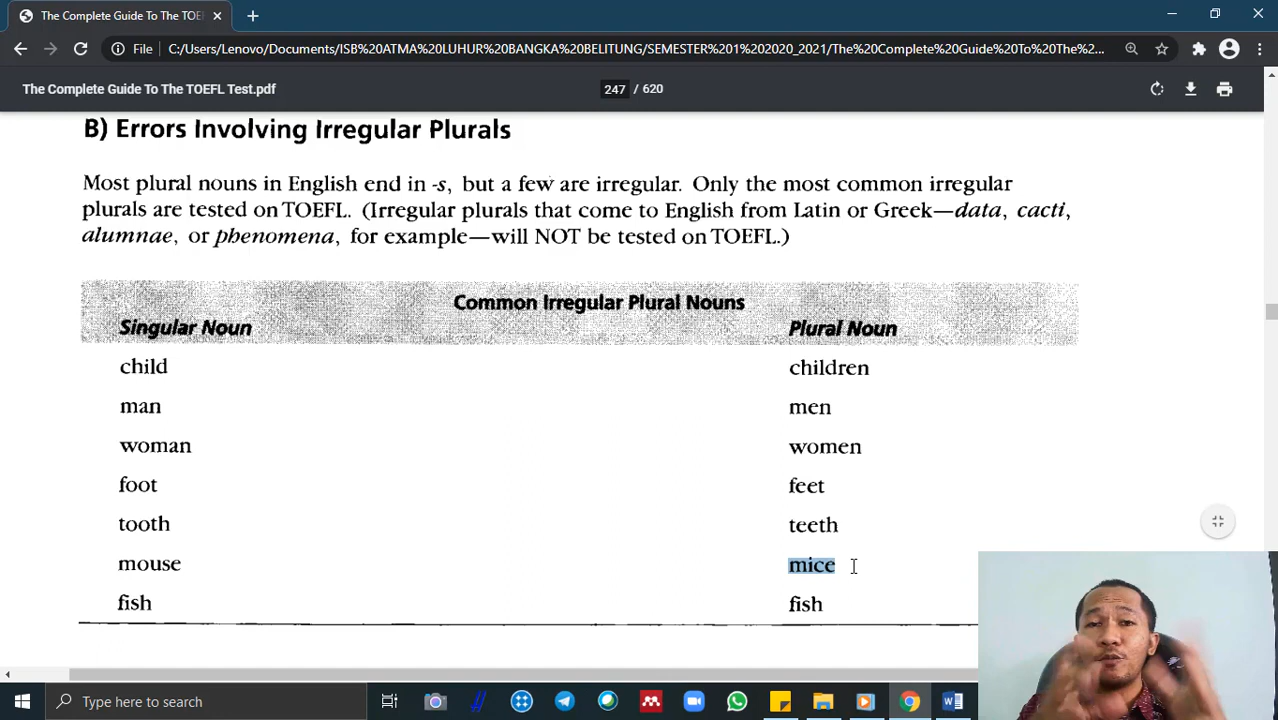 The Complete Guide To The TOE
File C:/Users/Lenovo/Documents/ISB%20ATMA%20LUHUR%20BANGKA%20BELITUNG/SEMESTER%201%202020_2021/The%20Complete%20Guide%20To%20The%2...
The Complete Guide To The TOEFL Test.pdf 247 / 620
B) Errors Involving Irregular Plurals
Most plural nouns in English end in -s, but a few are irregular. Only the most common irregular
plurals are tested on TOEFL. (Irregular plurals that come to English from Latin or Greek—data, cacti,
alumnae, or phenomena, for example—will NOT be tested on TOEFL.)
Common Irregular Plural Nouns
Singular Noun Plural Noun
child children
man men
woman women
foot feet
tooth teeth
mouse mice
fish fish
Type here to search